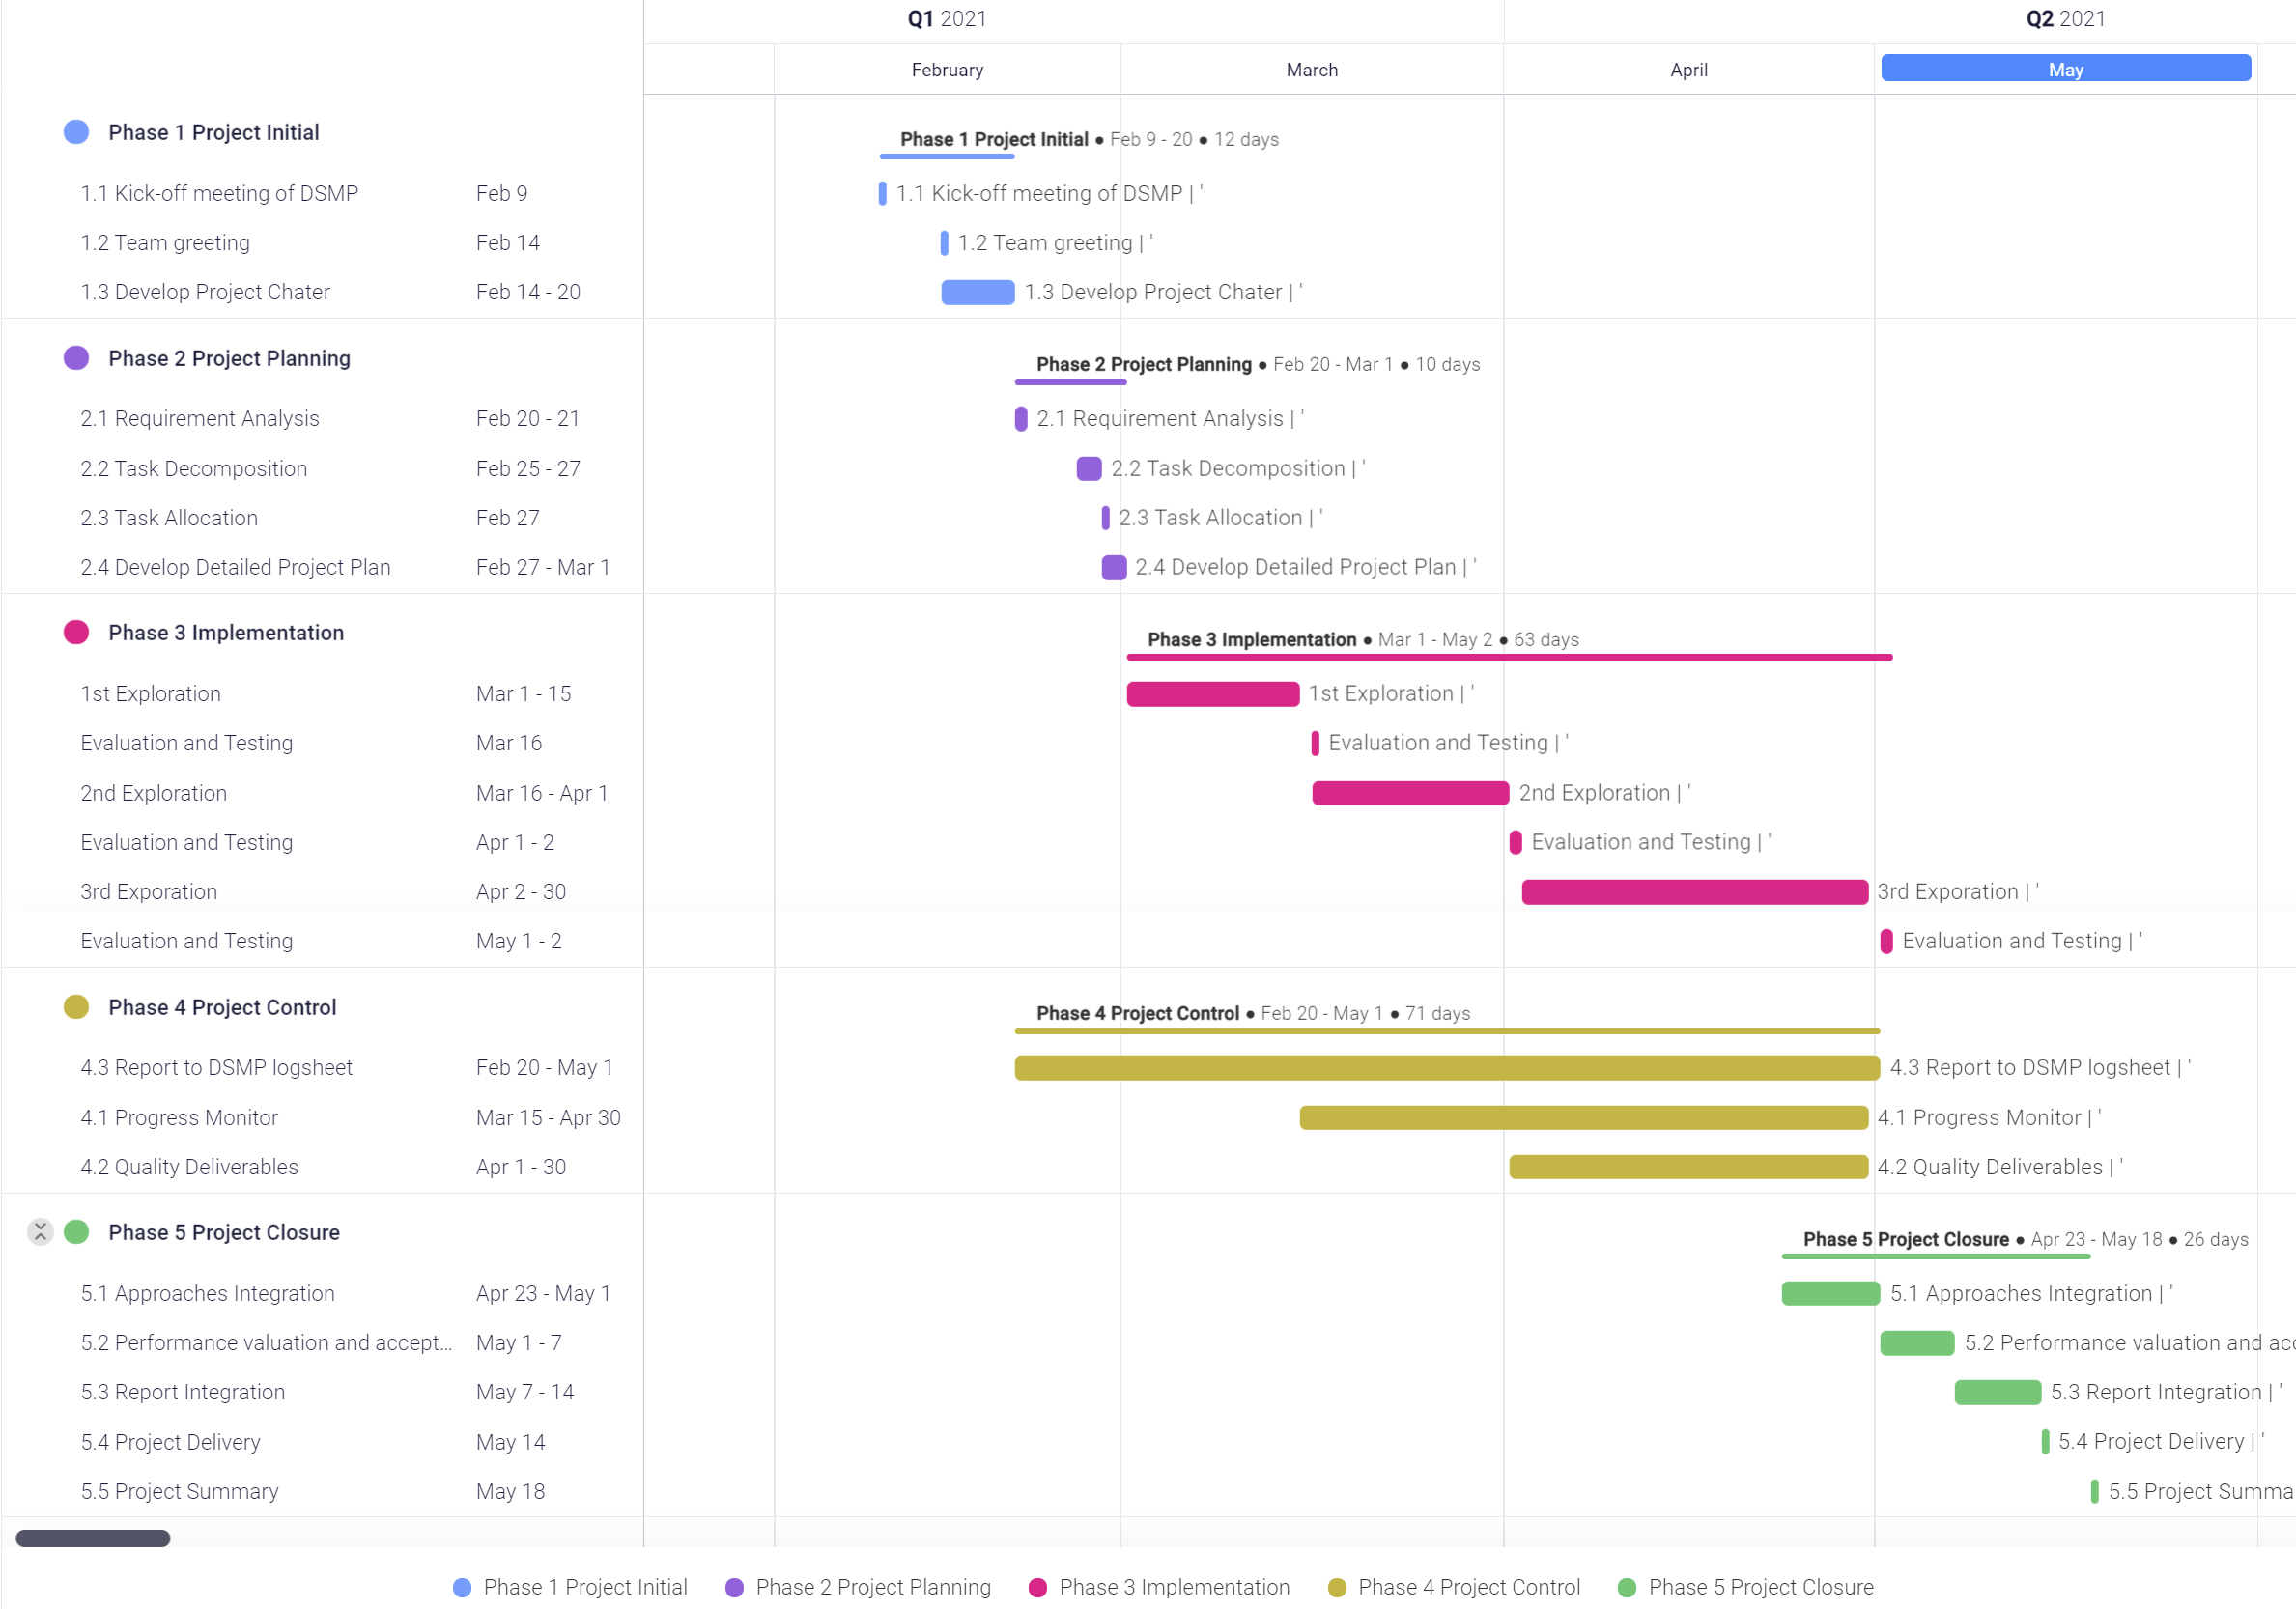 Q1 2021 Q2 2021
February March April May
Phase 1 Project Initial Phase 1 Project Initial ● Feb 9 - 20 ● 12 days
1.1 Kick-off meeting of DSMP Feb 9 1.1 Kick-off meeting of DSMP | '
1.2 Team greeting Feb 14 1.2 Team greeting | '
1.3 Develop Project Chater Feb 14 - 20 1.3 Develop Project Chater | '
Phase 2 Project Planning Phase 2 Project Planning ● Feb 20 - Mar 1 ● 10 days
2.1 Requirement Analysis Feb 20 - 21 2.1 Requirement Analysis | '
2.2 Task Decomposition Feb 25 - 27 2.2 Task Decomposition | '
2.3 Task Allocation Feb 27 2.3 Task Allocation | '
2.4 Develop Detailed Project Plan Feb 27 - Mar 1 2.4 Develop Detailed Project Plan | '
Phase 3 Implementation Phase 3 Implementation ● Mar 1 - May 2 ● 63 days
1st Exploration Mar 1 - 15 1st Exploration | '
Evaluation and Testing Mar 16 Evaluation and Testing | '
2nd Exploration Mar 16 - Apr 1 2nd Exploration | '
Evaluation and Testing Apr 1 - 2 Evaluation and Testing | '
3rd Exporation Apr 2 - 30 3rd Exporation | '
Evaluation and Testing May 1 - 2 Evaluation and Testing | '
Phase 4 Project Control Phase 4 Project Control ● Feb 20 - May 1 ● 71 days
4.3 Report to DSMP logsheet Feb 20 - May 1 4.3 Report to DSMP logsheet | '
4.1 Progress Monitor Mar 15 - Apr 30 4.1 Progress Monitor | '
4.2 Quality Deliverables Apr 1 - 30 4.2 Quality Deliverables | '
Phase 5 Project Closure Phase 5 Project Closure ● Apr 23 - May 18 ● 26 days
5.1 Approaches Integration Apr 23 - May 1 5.1 Approaches Integration | '
5.2 Performance valuation and accept... May 1 - 7 5.2 Performance valuation and acc
5.3 Report Integration May 7 - 14 5.3 Report Integration | '
5.4 Project Delivery May 14 5.4 Project Delivery | '
5.5 Project Summary May 18 5.5 Project Summa
Phase 1 Project Initial Phase 2 Project Planning Phase 3 Implementation Phase 4 Project Control Phase 5 Project Closure